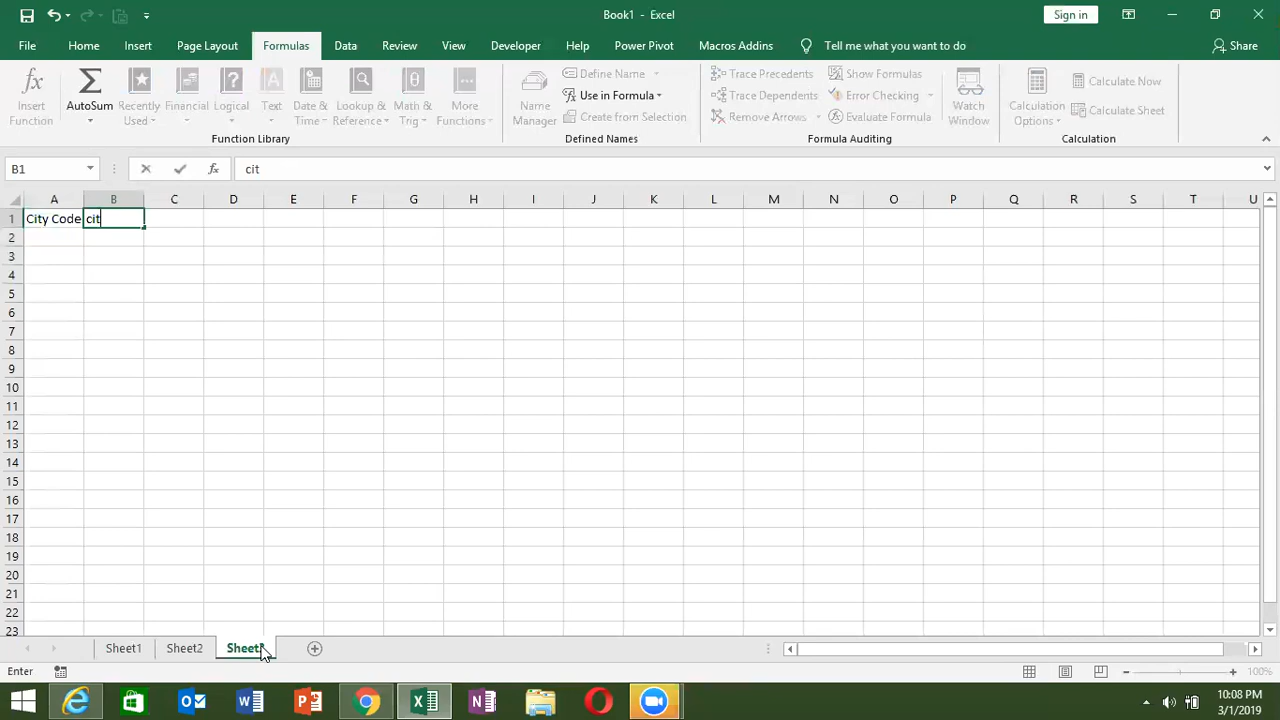 Book1 - Excel
Sign in
File Home Insert Page Layout Formulas Data Review View Developer Help Power Pivot Macros Addins Tell me what you want to do Share
Insert Function
AutoSum
Recently Used
Financial
Logical
Text
Date & Time
Lookup & Reference
Math & Trig
More Functions
Function Library
Name Manager
Define Name
Use in Formula
Create from Selection
Defined Names
Trace Precedents
Trace Dependents
Remove Arrows
Show Formulas
Error Checking
Evaluate Formula
Formula Auditing
Watch Window
Calculation Options
Calculate Now
Calculate Sheet
Calculation
B1 fx cit
A B C D E F G H I J K L M N O P Q R S T U
1 City Code cit
2
3
4
5
6
7
8
9
10
11
12
13
14
15
16
17
18
19
20
21
22
23
Sheet1 Sheet2
Enter 100%
10:08 PM
3/1/2019